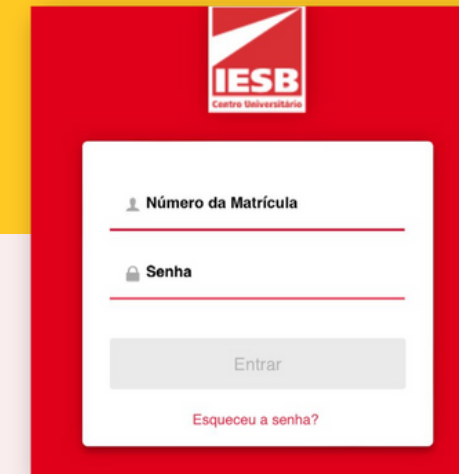 IESB
Centro Universitário
Número da Matrícula
Senha
Entrar
Esqueceu a senha?